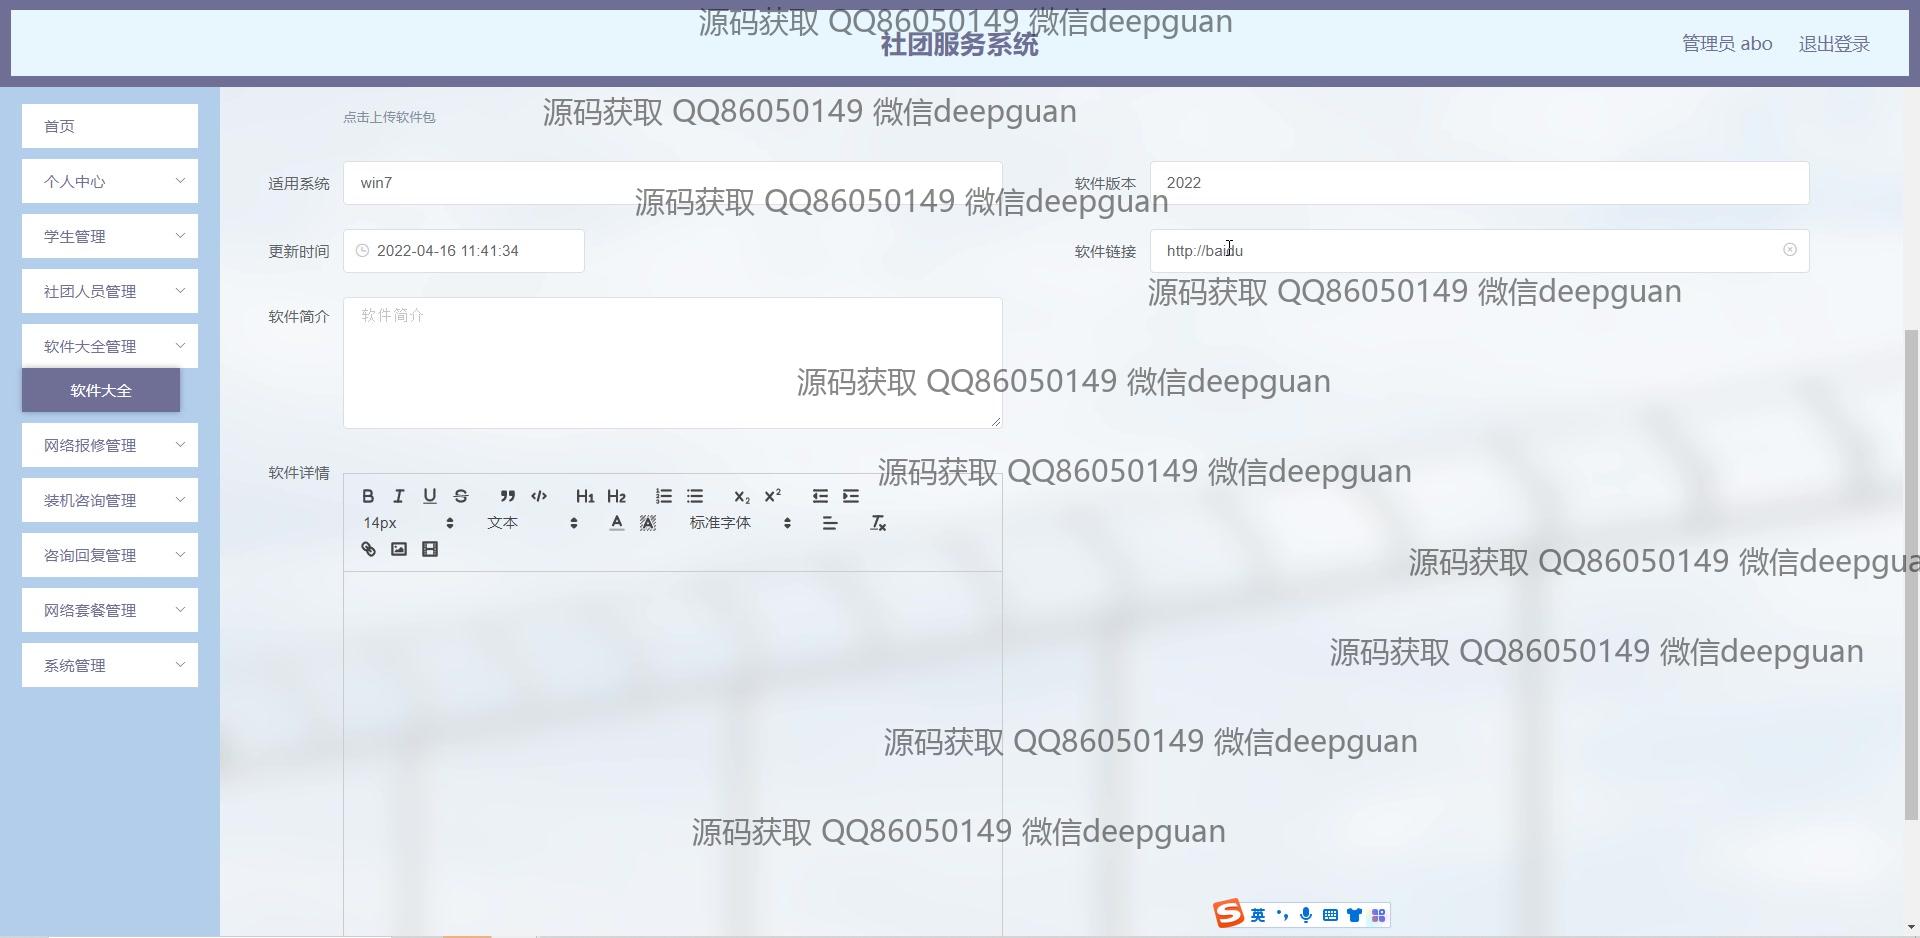 源码获取 QQ86050149 微信deepguan
社团服务系统
管理员 abo
退出登录
首页
个人中心
学生管理
社团人员管理
软件大全管理
软件大全
网络报修管理
装机咨询管理
咨询回复管理
网络套餐管理
系统管理
点击上传软件包
源码获取 QQ86050149 微信deepguan
适用系统
win7
软件版本
2022
源码获取 QQ86050149 微信deepguan
更新时间
2022-04-16 11:41:34
软件链接
http://baidu
源码获取 QQ86050149 微信deepguan
软件简介
软件简介
源码获取 QQ86050149 微信deepguan
软件详情
源码获取 QQ86050149 微信deepguan
B I U S H1 H2 X2 X2
14px
文本
A
A
标准字体
Tx
源码获取 QQ86050149 微信deepgua
源码获取 QQ86050149 微信deepguan
源码获取 QQ86050149 微信deepguan
源码获取 QQ86050149 微信deepguan
S 英